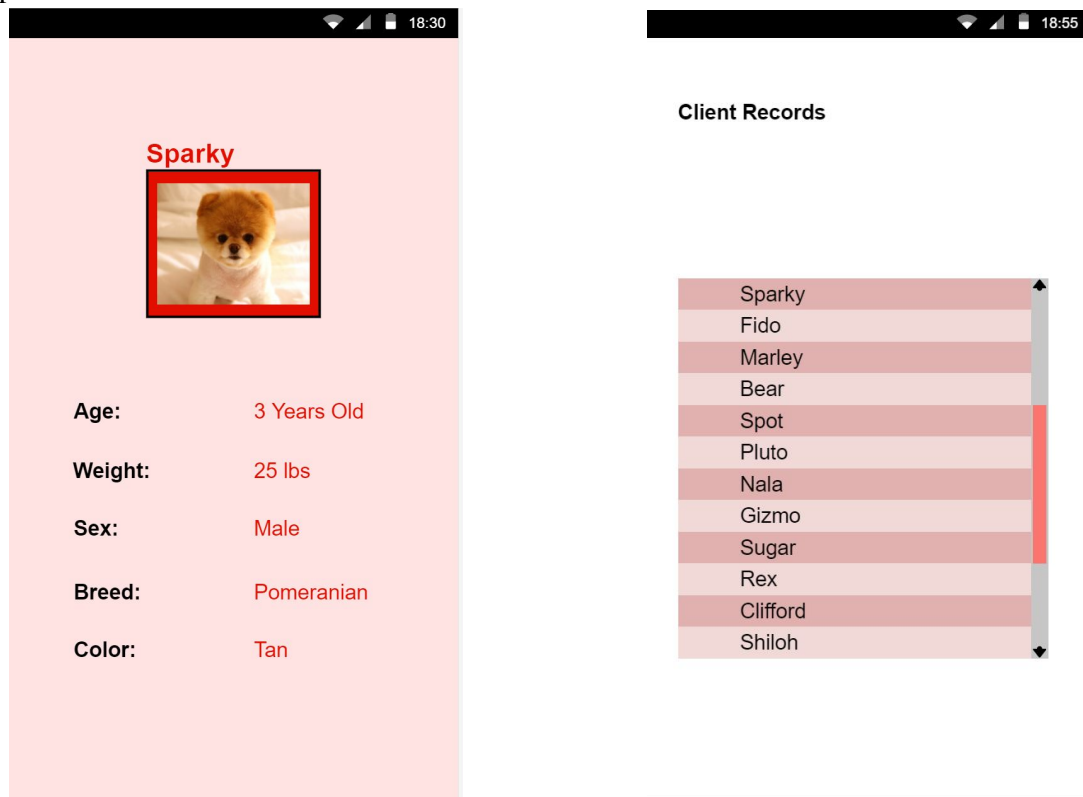 18:30
Sparky
Age: 3 Years Old
Weight: 25 lbs
Sex: Male
Breed: Pomeranian
Color: Tan
18:55
Client Records
Sparky
Fido
Marley
Bear
Spot
Pluto
Nala
Gizmo
Sugar
Rex
Clifford
Shiloh